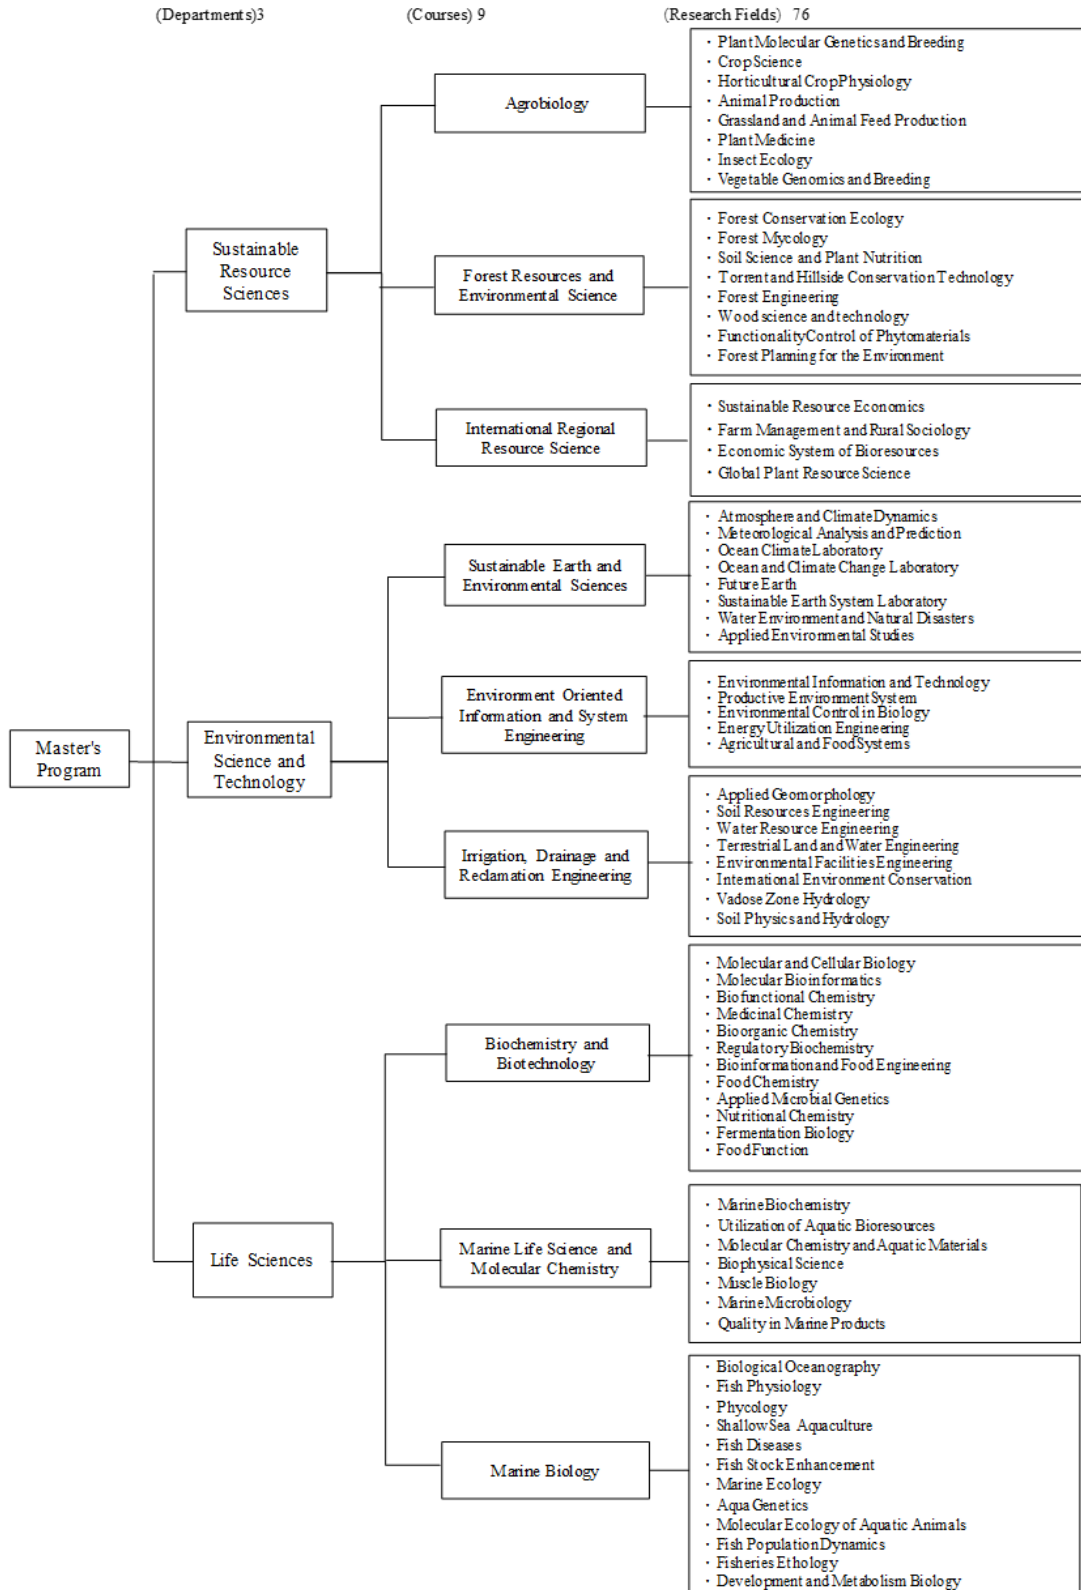 (Departments)3 (Courses) 9 (Research Fields) 76
・Plant Molecular Genetics and Breeding
・Crop Science
・Horticultural Crop Physiology
・Animal Production
・Grassland and Animal Feed Production
・Plant Medicine
・Insect Ecology
・Vegetable Genomics and Breeding
Agrobiology
・Forest Conservation Ecology
・Forest Mycology
・Soil Science and Plant Nutrition
・Torrent and Hillside Conservation Technology
・Forest Engineering
・Wood science and technology
・Functionality Control of Phytomaterials
・Forest Planning for the Environment
Sustainable
Resource
Sciences
Forest Resources and
Environmental Science
International Regional
Resource Science
・Sustainable Resource Economics
・Farm Management and Rural Sociology
・Economic System of Bioresources
・Global Plant Resource Science
Sustainable Earth and
Environmental Sciences
・Atmosphere and Climate Dynamics
・Meteorological Analysis and Prediction
・Ocean Climate Laboratory
・Ocean and Climate Change Laboratory
・Future Earth
・Sustainable Earth System Laboratory
・Water Environment and Natural Disasters
・Applied Environmental Studies
Environment Oriented
Information and System
Engineering
・Environmental Information and Technology
・Productive Environment System
・Environmental Control in Biology
・Energy Utilization Engineering
・Agricultural and Food Systems
Master's
Program
Environmental
Science and
Technology
Irrigation, Drainage and
Reclamation Engineering
・Applied Geomorphology
・Soil Resources Engineering
・Water Resource Engineering
・Terrestrial Land and Water Engineering
・Environmental Facilities Engineering
・International Environment Conservation
・Vadose Zone Hydrology
・Soil Physics and Hydrology
Biochemistry and
Biotechnology
・Molecular and Cellular Biology
・Molecular Bioinformatics
・Biofunctional Chemistry
・Medicinal Chemistry
・Bioorganic Chemistry
・Regulatory Biochemistry
・Bioinformation and Food Engineering
・Food Chemistry
・Applied Microbial Genetics
・Nutritional Chemistry
・Fermentation Biology
・Food Function
Life Sciences
Marine Life Science and
Molecular Chemistry
・Marine Biochemistry
・Utilization of Aquatic Bioresources
・Molecular Chemistry and Aquatic Materials
・Biophysical Science
・Muscle Biology
・Marine Microbiology
・Quality in Marine Products
Marine Biology
・Biological Oceanography
・Fish Physiology
・Phycology
・Shallow Sea Aquaculture
・Fish Diseases
・Fish Stock Enhancement
・Marine Ecology
・Aqua Genetics
・Molecular Ecology of Aquatic Animals
・Fish Population Dynamics
・Fisheries Ethology
・Development and Metabolism Biology